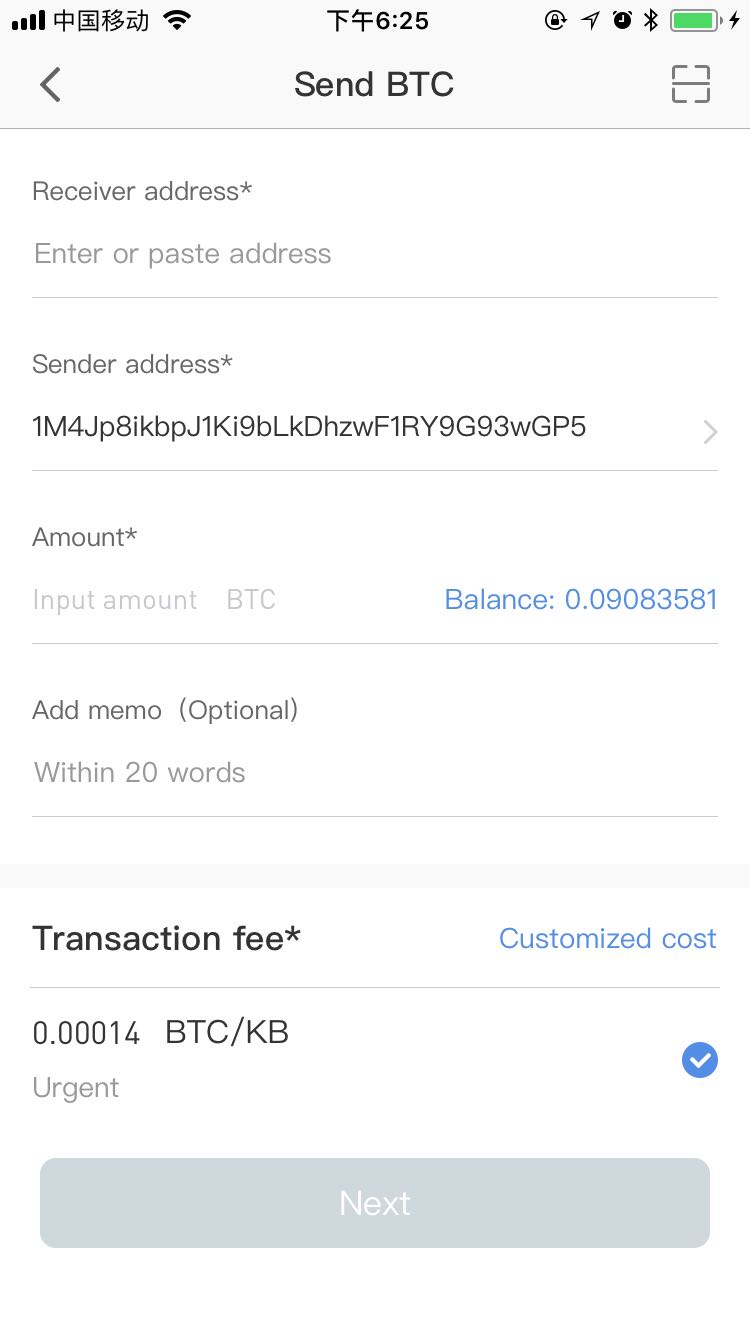 中国移动 下午6:25
Send BTC
Receiver address*
Enter or paste address
Sender address*
1M4Jp8ikbpJ1Ki9bLkDhzwF1RY9G93wGP5
Amount*
Input amount BTC Balance: 0.09083581
Add memo（Optional）
Within 20 words
Transaction fee* Customized cost
0.00014 BTC/KB
Urgent
Next